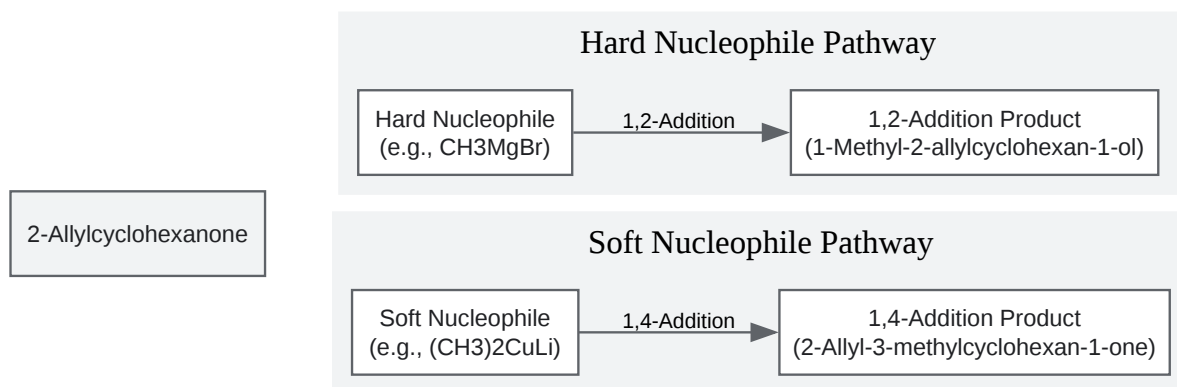 Hard Nucleophile Pathway
Hard Nucleophile
(e.g., CH3MgBr)
1,2-Addition
1,2-Addition Product
(1-Methyl-2-allylcyclohexan-1-ol)
2-Allylcyclohexanone
Soft Nucleophile Pathway
Soft Nucleophile
(e.g., (CH3)2CuLi)
1,4-Addition
1,4-Addition Product
(2-Allyl-3-methylcyclohexan-1-one)